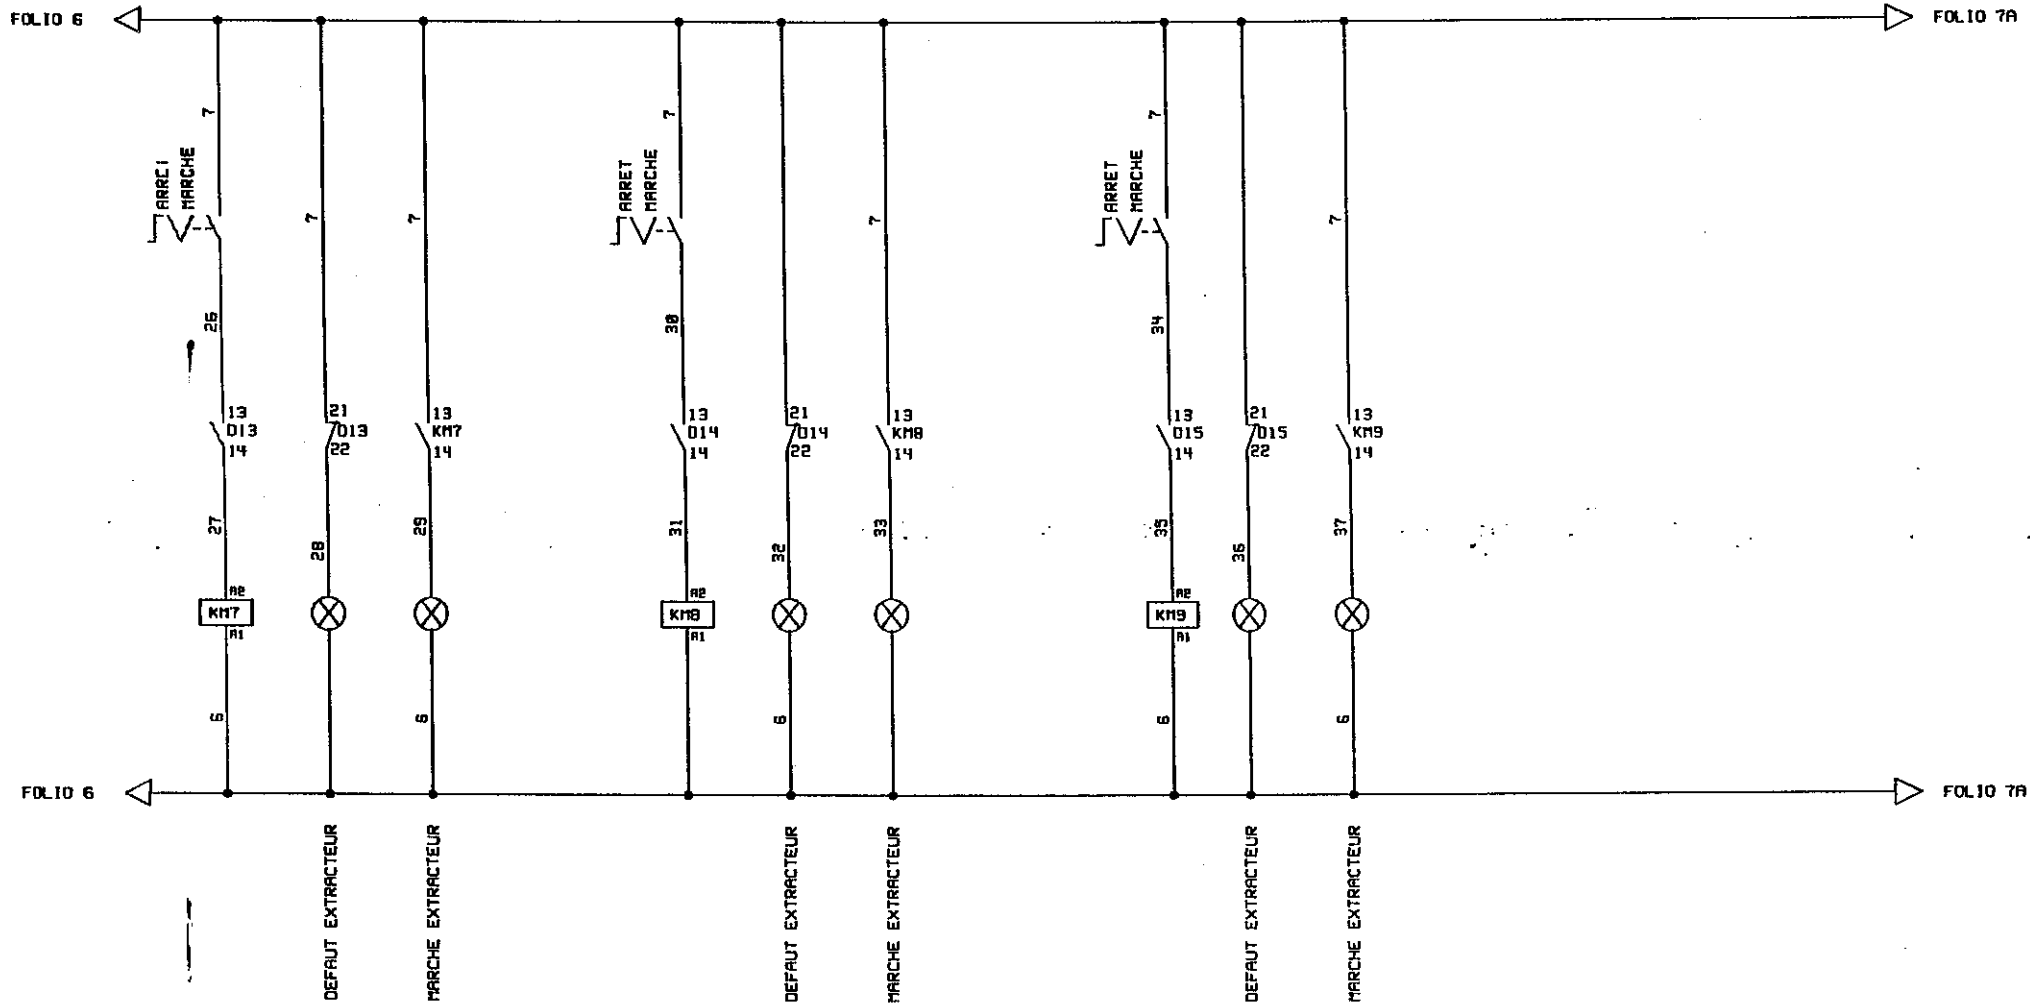 FOLIO 6
FOLIO 7A
7
ARRCI
MARCHE
7
7
7
ARRET
MARCHE
7
7
ARRET
MARCHE
7
26
30
34
13
D13
14
21
D13
22
13
KM7
14
13
D14
14
21
D14
22
13
KM8
14
13
D15
14
21
D15
22
13
KM9
14
27
28
29
31
32
33
35
36
37
A2
KM7
A1
A2
KM8
A1
A2
KM9
A1
6
6
6
6
6
FOLIO 6
FOLIO 7A
DEFAUT EXTRACTEUR
MARCHE EXTRACTEUR
DEFAUT EXTRACTEUR
MARCHE EXTRACTEUR
DEFAUT EXTRACTEUR
MARCHE EXTRACTEUR